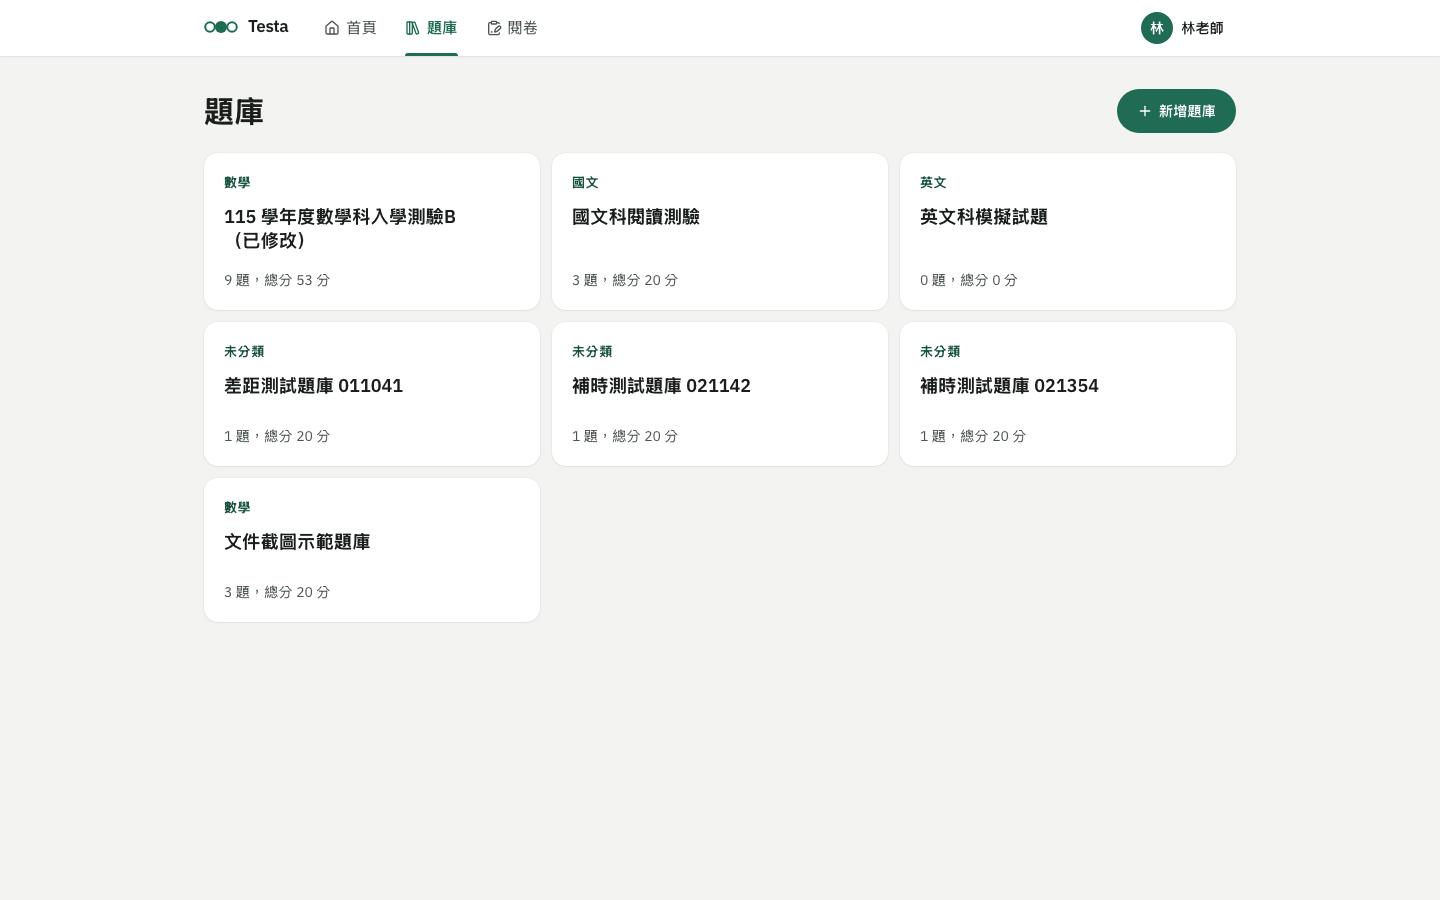 Testa
首頁
題庫
閱卷
林
林老師
題庫
新增題庫
數學
115 學年度數學科入學測驗B
（已修改）
9 題，總分 53 分
國文
國文科閱讀測驗
3 題，總分 20 分
英文
英文科模擬試題
0 題，總分 0 分
未分類
差距測試題庫 011041
1 題，總分 20 分
未分類
補時測試題庫 021142
1 題，總分 20 分
未分類
補時測試題庫 021354
1 題，總分 20 分
數學
文件截圖示範題庫
3 題，總分 20 分